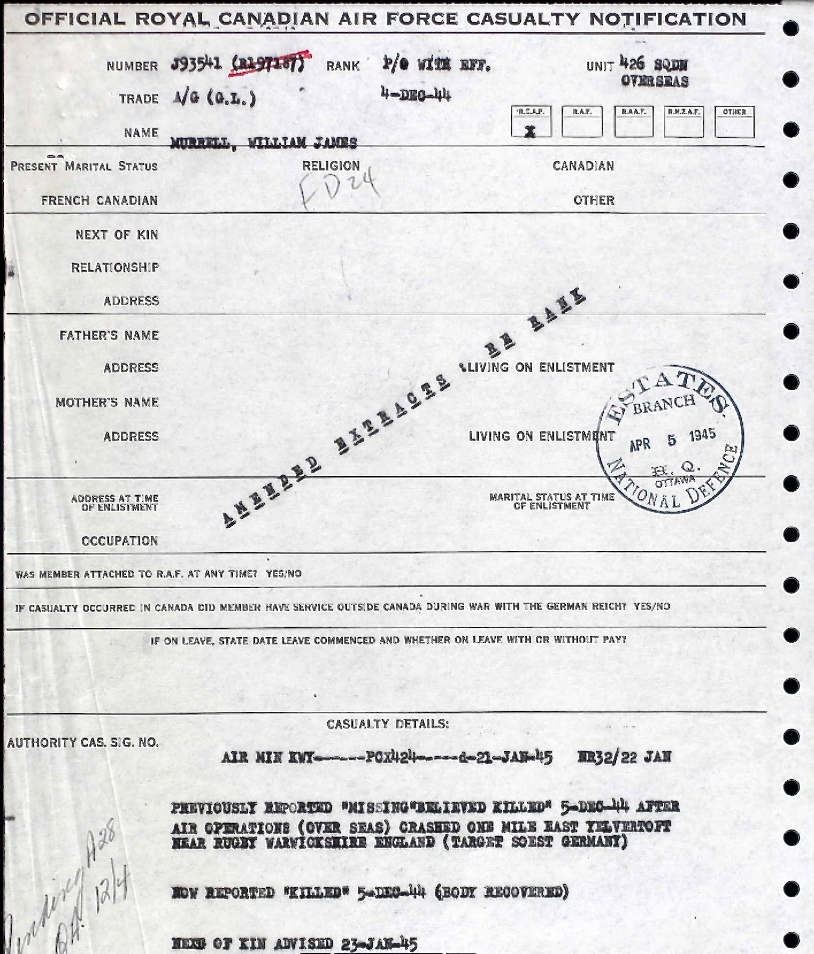 OFFICIAL ROYAL CANADIAN AIR FORCE CASUALTY NOTIFICATION
NUMBER J93541 (R197187) RANK P/O WITH EFF. UNIT 426 SQDN
OVERSEAS
TRADE A/G (G.L.) 4-DEC-44
R.C.A.F. R.A.F. R.A.A.F. R.N.Z.A.F. OTHER
X
NAME MURRELL, WILLIAM JAMES
PRESENT MARITAL STATUS RELIGION CANADIAN
FD 24
FRENCH CANADIAN OTHER
NEXT OF KIN
RELATIONSHIP
ADDRESS
AMENDED EXTRACTS RE RANK
FATHER'S NAME
ADDRESS LIVING ON ENLISTMENT
MOTHER'S NAME
ADDRESS LIVING ON ENLISTMENT
ESTATES
BRANCH
APR 5 1945
H. Q.
OTTAWA
NATIONAL DEFENCE
ADDRESS AT TIME
OF ENLISTMENT
MARITAL STATUS AT TIME
OF ENLISTMENT
OCCUPATION
WAS MEMBER ATTACHED TO R.A.F. AT ANY TIME? YES/NO
IF CASUALTY OCCURRED IN CANADA DID MEMBER HAVE SERVICE OUTSIDE CANADA DURING WAR WITH THE GERMAN REICH? YES/NO
IF ON LEAVE, STATE DATE LEAVE COMMENCED AND WHETHER ON LEAVE WITH OR WITHOUT PAY?
CASUALTY DETAILS:
AUTHORITY CAS. SIG. NO.
AIR MIN KWY------PCX424-----d-21-JAN-45 NR32/22 JAN
PREVIOUSLY REPORTED "MISSING"BELIEVED KILLED" 5-DEC-44 AFTER
AIR OPERATIONS (OVER SEAS) CRASHED ONE MILE EAST YELVERTOFT
NEAR RUGBY WARWICKSHIRE ENGLAND (TARGET SOEST GERMANY)
NOW REPORTED "KILLED" 5-DEC-44 (BODY RECOVERED)
NEXT OF KIN ADVISED 23-JAN-45
Pending A28
12/4